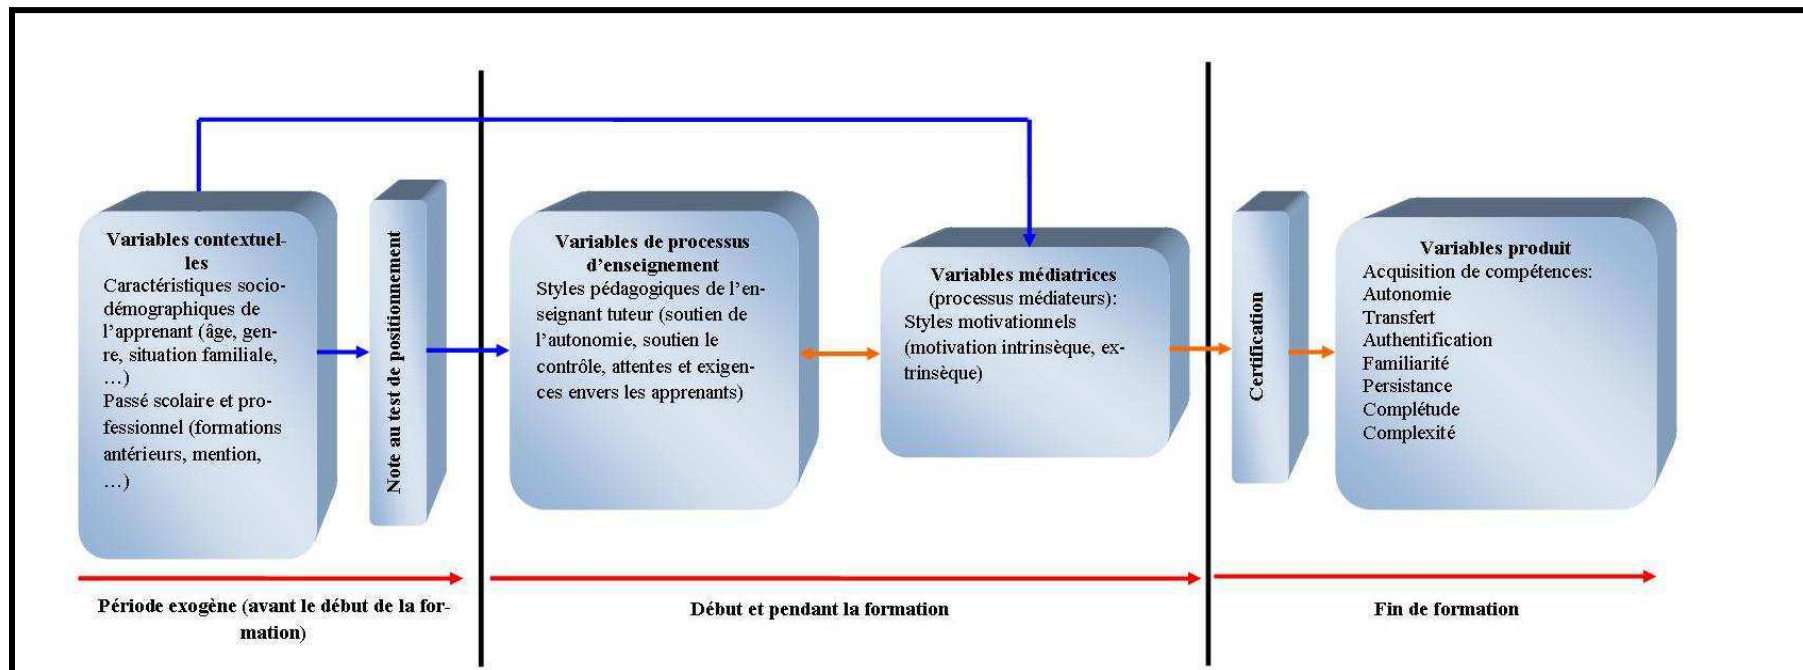 Variables contextuel-
les
Caractéristiques socio-
démographiques de
l'apprenant (âge, gen-
re, situation familiale,
…)
Passé scolaire et pro-
fessionnel (formations
antérieurs, mention,
…)
Note au test de positionnement
Variables de processus
d'enseignement
Styles pédagogiques de l'en-
seignant tuteur (soutien de
l'autonomie, soutien le
contrôle, attentes et exigen-
ces envers les apprenants)
Variables médiatrices
(processus médiateurs):
Styles motivationnels
(motivation intrinsèque, ex-
trinsèque)
Certification
Variables produit
Acquisition de compétences:
Autonomie
Transfert
Authentification
Familiarité
Persistance
Complétude
Complexité
Période exogène (avant le début de la for-
mation)
Début et pendant la formation
Fin de formation